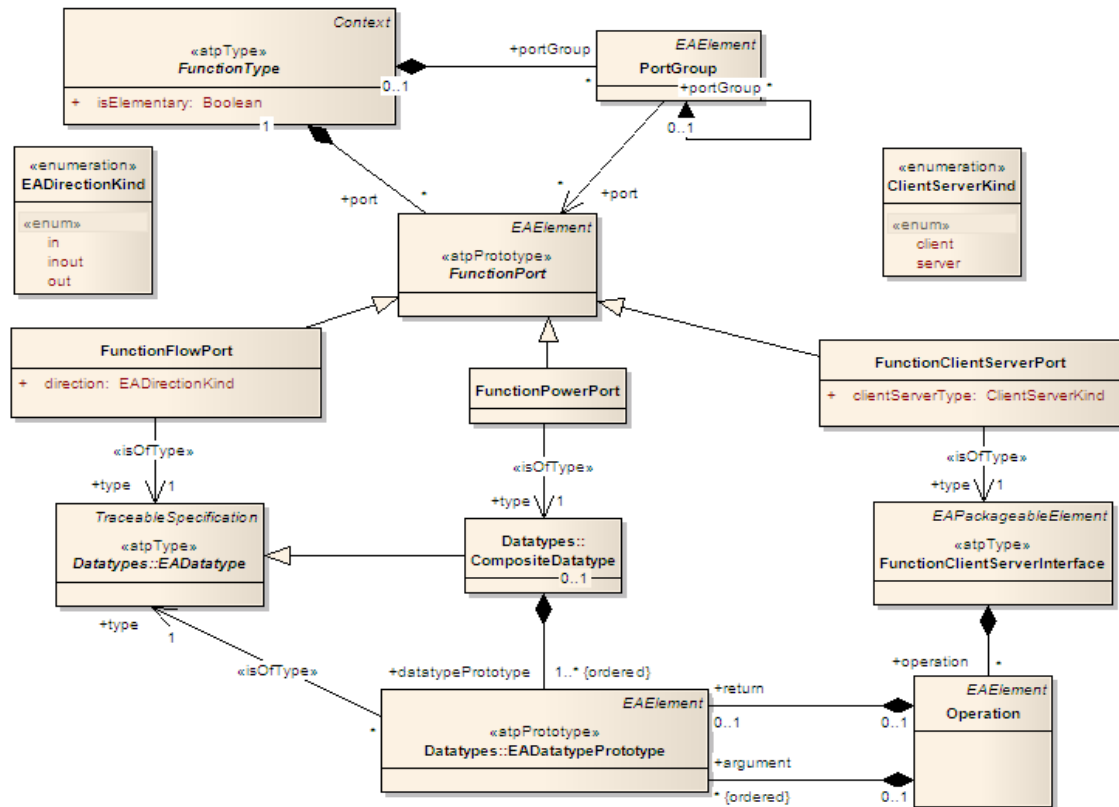 Context
«atpType»
FunctionType
+ isElementary: Boolean
0..1
1
+portGroup
*
EAElement
PortGroup
+portGroup *
0..1
«enumeration»
EADirectionKind
«enum»
in
inout
out
«enumeration»
ClientServerKind
«enum»
client
server
+port
*
*
+port
EAElement
«atpPrototype»
FunctionPort
FunctionFlowPort
+ direction: EADirectionKind
FunctionPowerPort
FunctionClientServerPort
+ clientServerType: ClientServerKind
«isOfType»
+type
1
«isOfType»
+type
1
«isOfType»
+type
1
TraceableSpecification
«atpType»
Datatypes::EADatatype
Datatypes::
CompositeDatatype
0..1
EAPackageableElement
«atpType»
FunctionClientServerInterface
+type
1
«isOfType»
*
+datatypePrototype
1..* {ordered}
+operation
*
EAElement
«atpPrototype»
Datatypes::EADatatypePrototype
+return
0..1
0..1
+argument
* {ordered}
0..1
EAElement
Operation